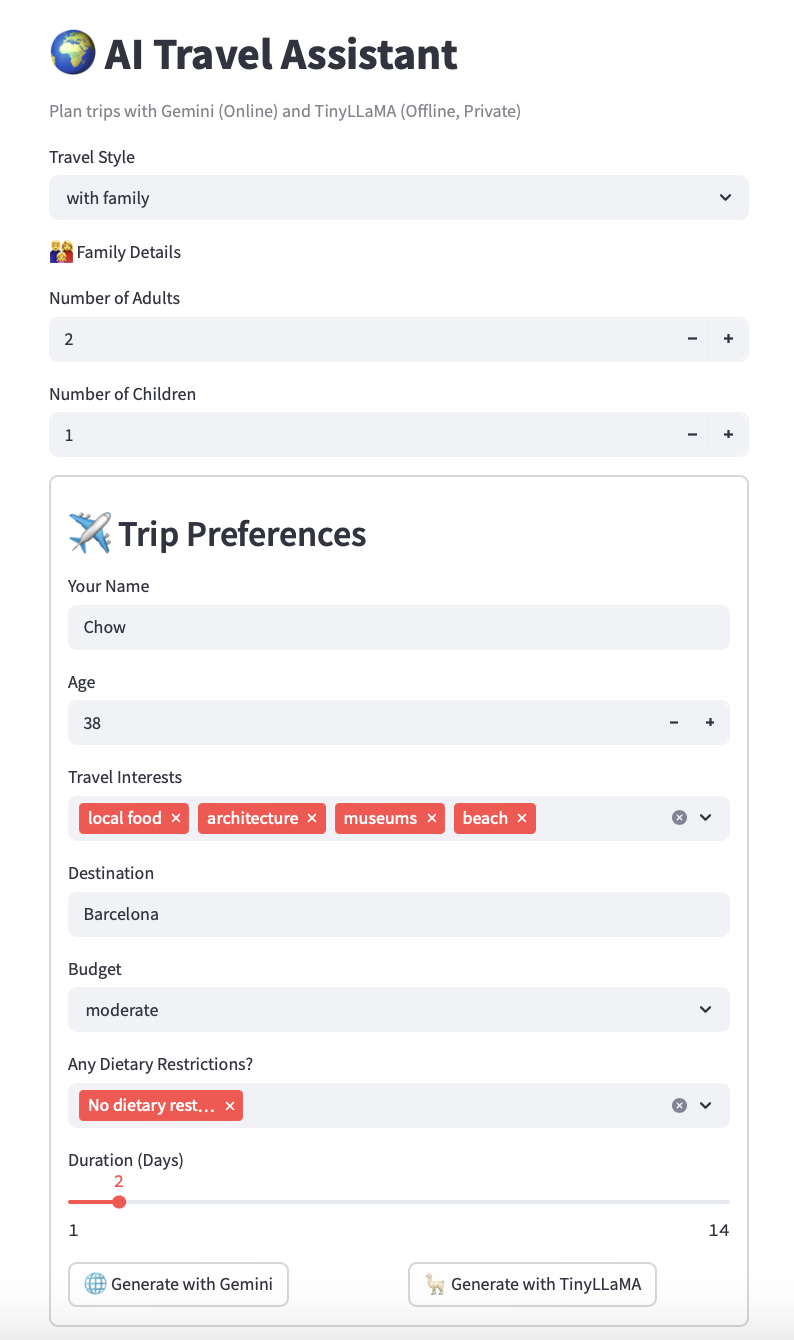 AI Travel Assistant
Plan trips with Gemini (Online) and TinyLLaMA (Offline, Private)
Travel Style
with family
Family Details
Number of Adults
2
Number of Children
1
Trip Preferences
Your Name
Chow
Age
38
Travel Interests
local food architecture museums beach
Destination
Barcelona
Budget
moderate
Any Dietary Restrictions?
No dietary rest...
Duration (Days)
2
1 14
Generate with Gemini Generate with TinyLLaMA